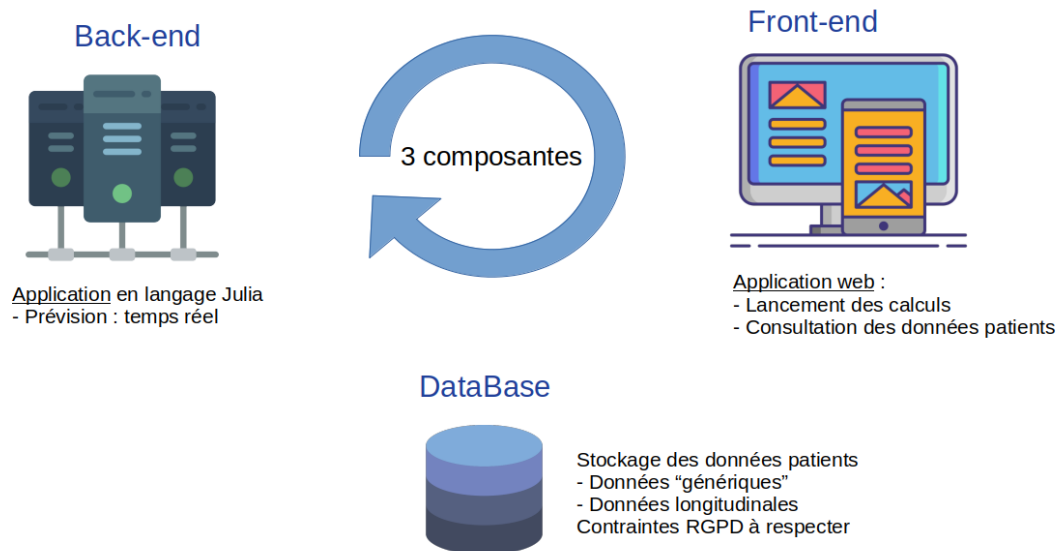 Back-end
Front-end
3 composantes
Application en langage Julia
- Prévision : temps réel
Application web :
- Lancement des calculs
- Consultation des données patients
DataBase
Stockage des données patients
- Données “génériques”
- Données longitudinales
Contraintes RGPD à respecter